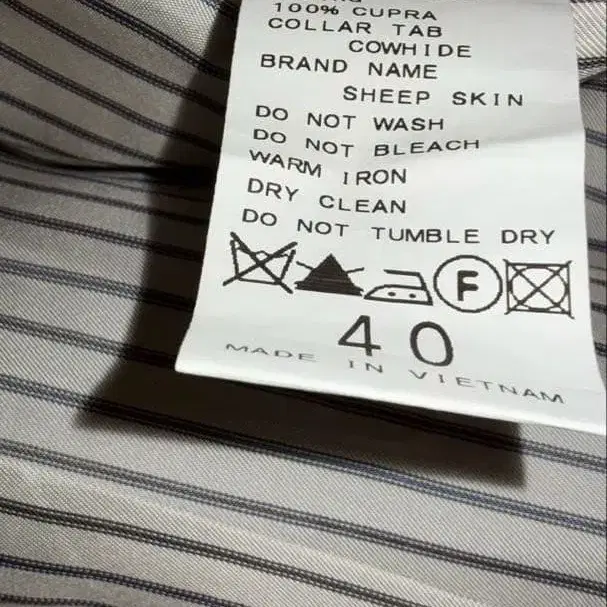 100% CUPRA
COLLAR TAB
COWHIDE
BRAND NAME
SHEEP SKIN
DO NOT WASH
DO NOT BLEACH
WARM IRON
DRY CLEAN
DO NOT TUMBLE DRY
F
40
MADE IN VIETNAM